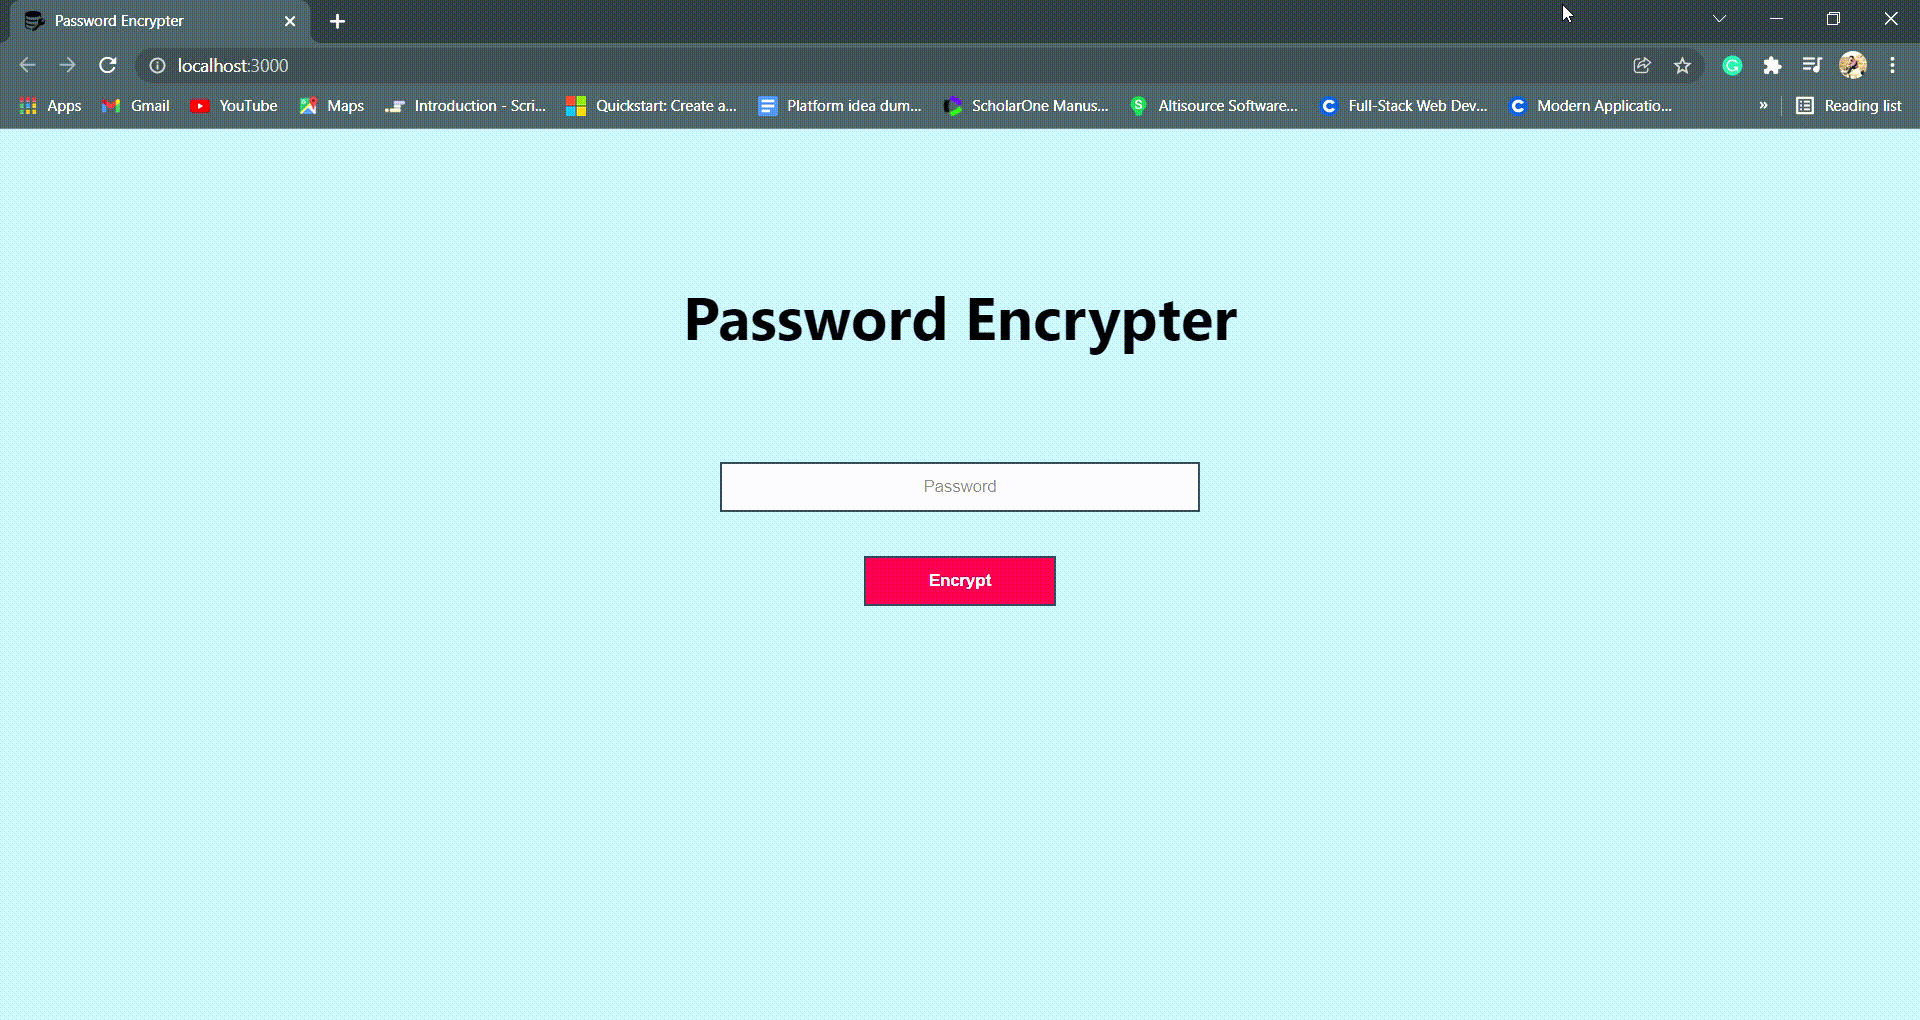 Password Encrypter
localhost:3000
Apps Gmail YouTube Maps Introduction - Scri... Quickstart: Create a... Platform idea dum... ScholarOne Manus... Altisource Software... Full-Stack Web Dev... Modern Applicatio... » Reading list
Password Encrypter
Password
Encrypt